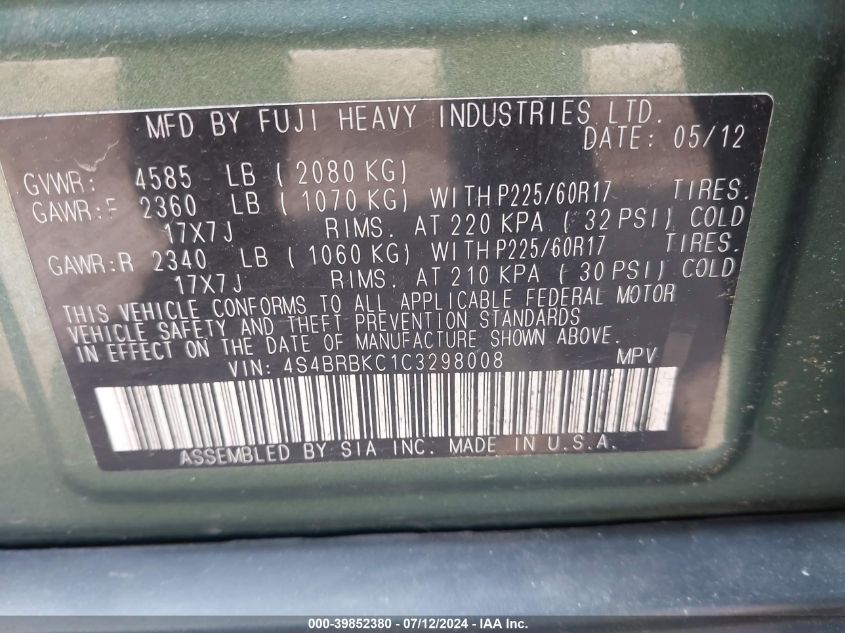 MFD BY FUJI HEAVY INDUSTRIES LTD.
DATE: 05/12
GVWR: 4585 LB ( 2080 KG)
GAWR:F 2360 LB ( 1070 KG) WITH P225/60R17 TIRES.
17X7J RIMS. AT 220 KPA ( 32 PSI) COLD
GAWR:R 2340 LB ( 1060 KG) WITH P225/60R17 TIRES.
17X7J RIMS. AT 210 KPA ( 30 PSI) COLD
THIS VEHICLE CONFORMS TO ALL APPLICABLE FEDERAL MOTOR
VEHICLE SAFETY AND THEFT PREVENTION STANDARDS
IN EFFECT ON THE DATE OF MANUFACTURE SHOWN ABOVE.
VIN: 4S4BRBKC1C3298008 MPV
ASSEMBLED BY SIA INC. MADE IN U.S.A.
000-39852380 - 07/12/2024 - IAA Inc.